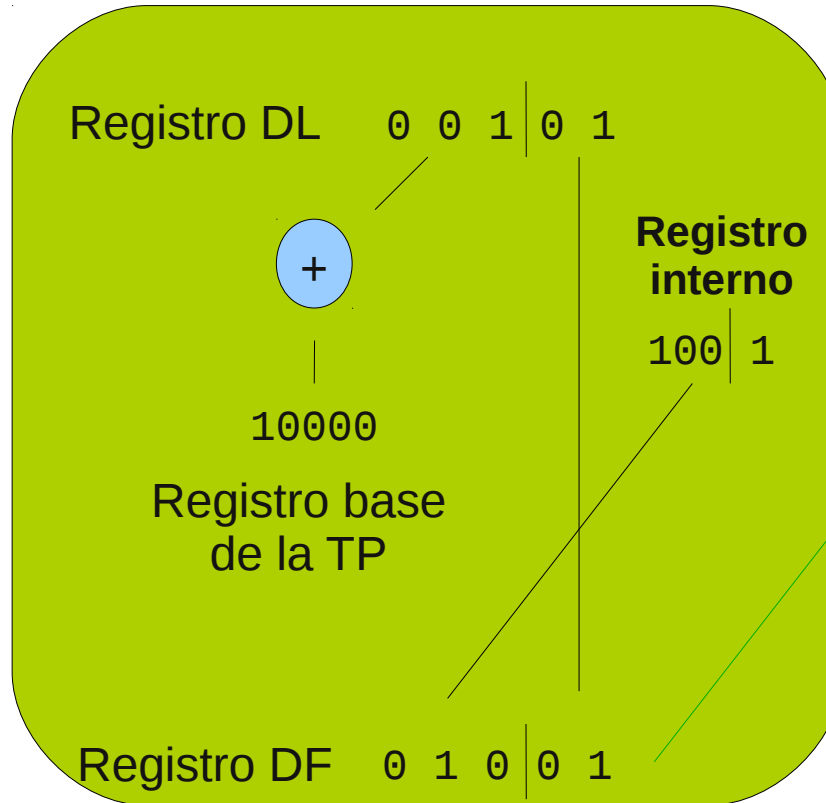 Registro DL 0 0 1 0 1
+
Registro
interno
100 1
10000
Registro base
de la TP
Registro DF 0 1 0 0 1